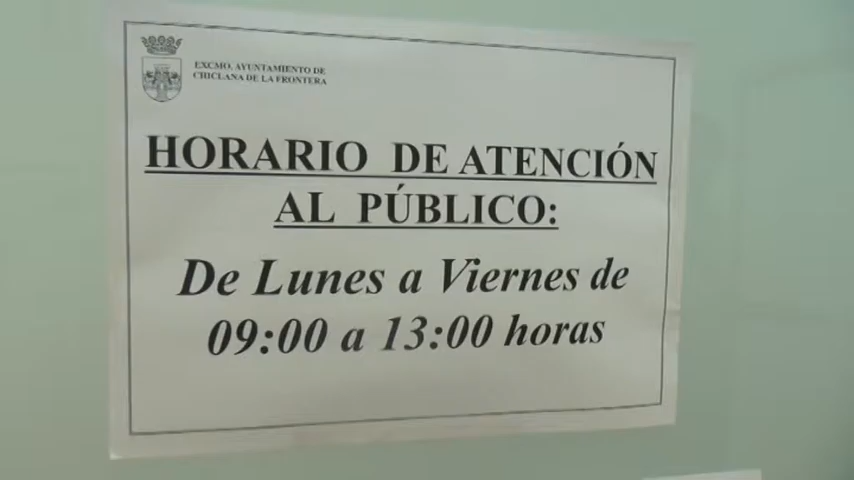 EXCMO. AYUNTAMIENTO DE
CHICLANA DE LA FRONTERA
HORARIO DE ATENCIÓN
AL PÚBLICO:
De Lunes a Viernes de
09:00 a 13:00 horas